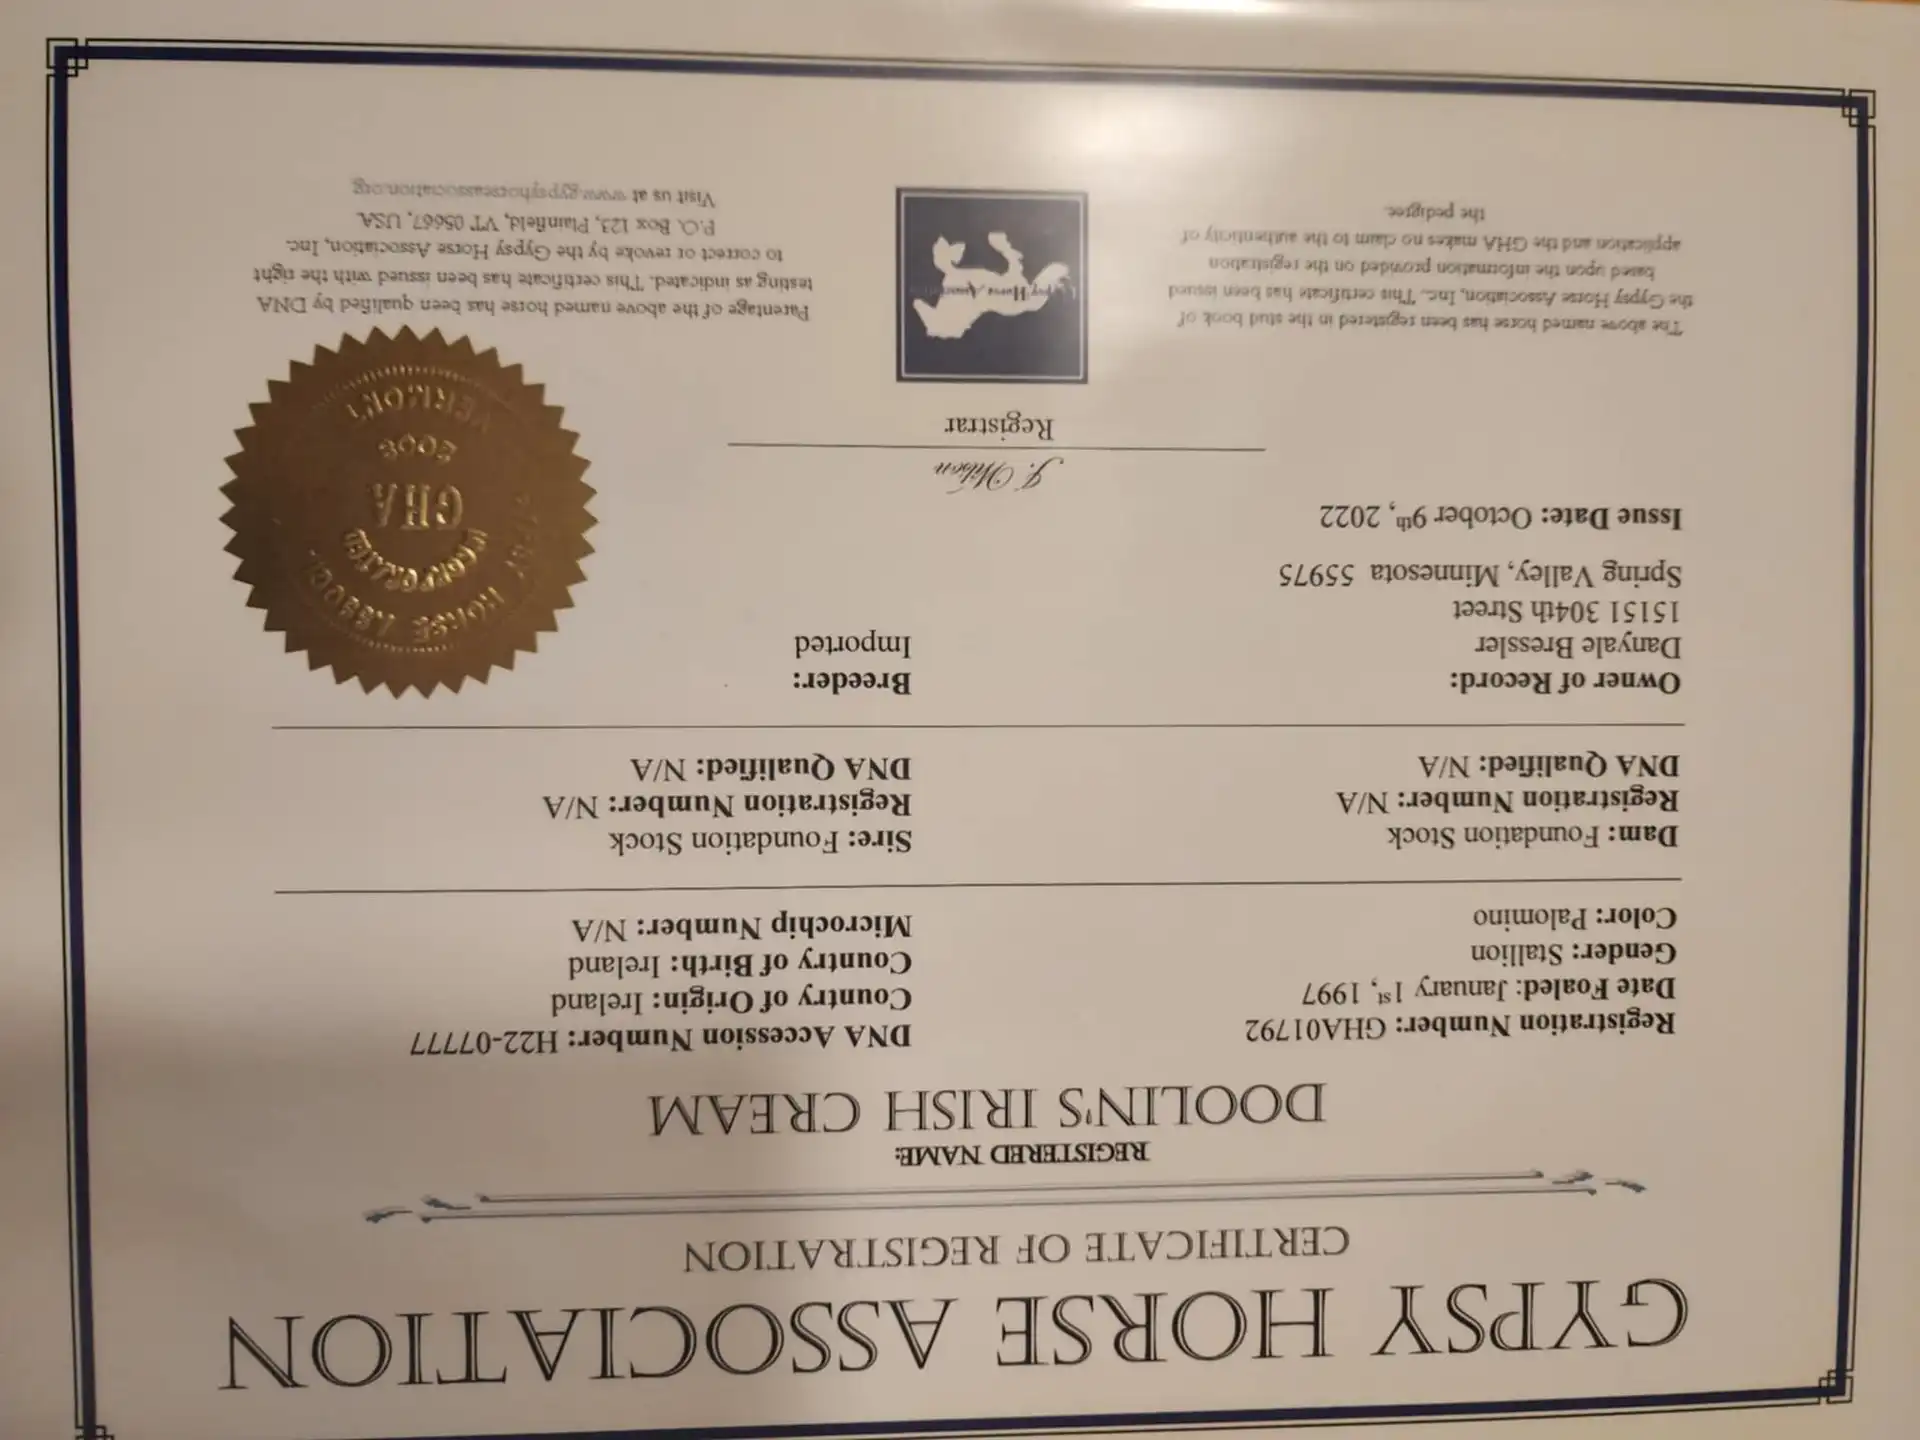 GYPSY HORSE ASSOCIATION
CERTIFICATE OF REGISTRATION
REGISTERED NAME:
DOOLIN'S IRISH CREAM
Registration Number: GHA01792
Date Foaled: January 1st, 1997
Gender: Stallion
Color: Palomino
DNA Accession Number: H22-07777
Country of Origin: Ireland
Country of Birth: Ireland
Microchip Number: N/A
Dam: Foundation Stock
Registration Number: N/A
DNA Qualified: N/A
Sire: Foundation Stock
Registration Number: N/A
DNA Qualified: N/A
Owner of Record:
Danyale Bressler
15151 304th Street
Spring Valley, Minnesota 55975
Issue Date: October 9th, 2022
Breeder:
Imported
J. Wilson
Registrar
The above named horse has been registered in the stud book of
the Gypsy Horse Association, Inc. This certificate has been issued
based upon the information provided on the registration
application and the GHA makes no claim to the authenticity of
the pedigree.
Gypsy Horse Association
Parentage of the above named horse has been qualified by DNA
testing as indicated. This certificate has been issued with the right
to correct or revoke by the Gypsy Horse Association, Inc.
P.O. Box 123, Plainfield, VT 05667, USA
Visit us at www.gypsyhorseassociation.org
HORSE
INCORPORATED
GHA
VERMONT